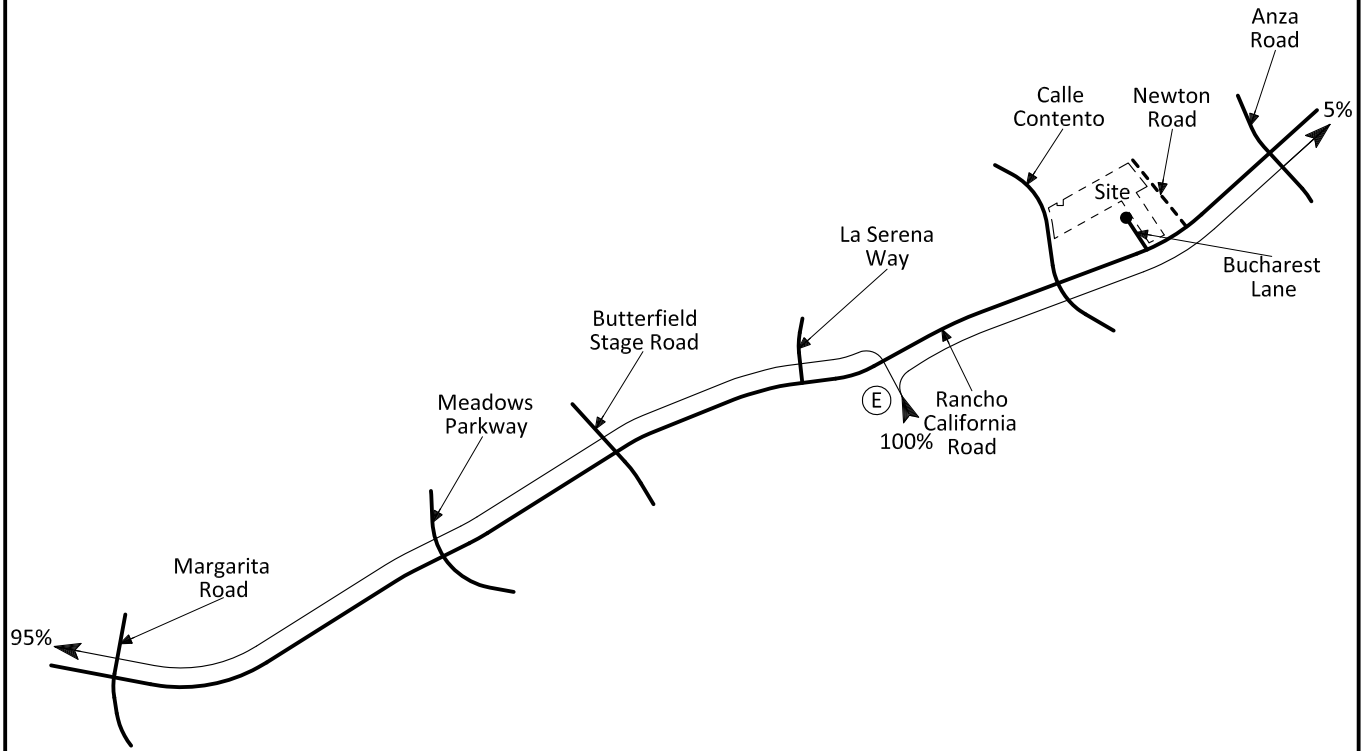 Anza
Road
5%
Calle
Contento
Newton
Road
Site
La Serena
Way
Bucharest
Lane
Butterfield
Stage Road
Meadows
Parkway
E
100%
Rancho
California
Road
Margarita
Road
95%